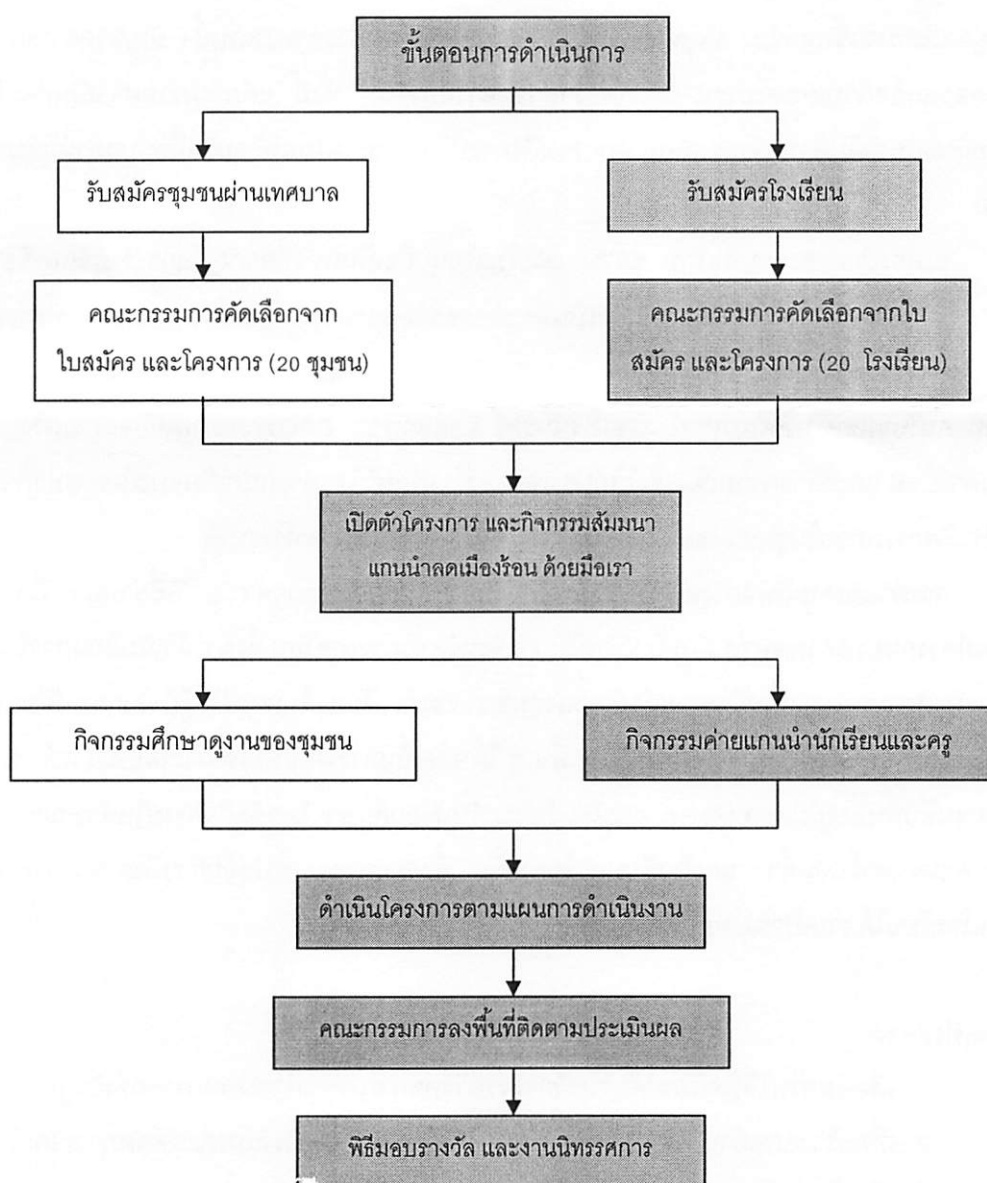 ขั้นตอนการดำเนินการ
รับสมัครชุมชนผ่านเทศบาล
รับสมัครโรงเรียน
คณะกรรมการคัดเลือกจาก
ใบสมัคร และโครงการ (20 ชุมชน)
คณะกรรมการคัดเลือกจากใบ
สมัคร และโครงการ (20 โรงเรียน)
เปิดตัวโครงการ และกิจกรรมสัมมนา
แกนนำลดเมืองร้อน ด้วยมือเรา
กิจกรรมศึกษาดูงานของชุมชน
กิจกรรมค่ายแกนนำนักเรียนและครู
ดำเนินโครงการตามแผนการดำเนินงาน
คณะกรรมการลงพื้นที่ติดตามประเมินผล
พิธีมอบรางวัล และงานนิทรรศการ